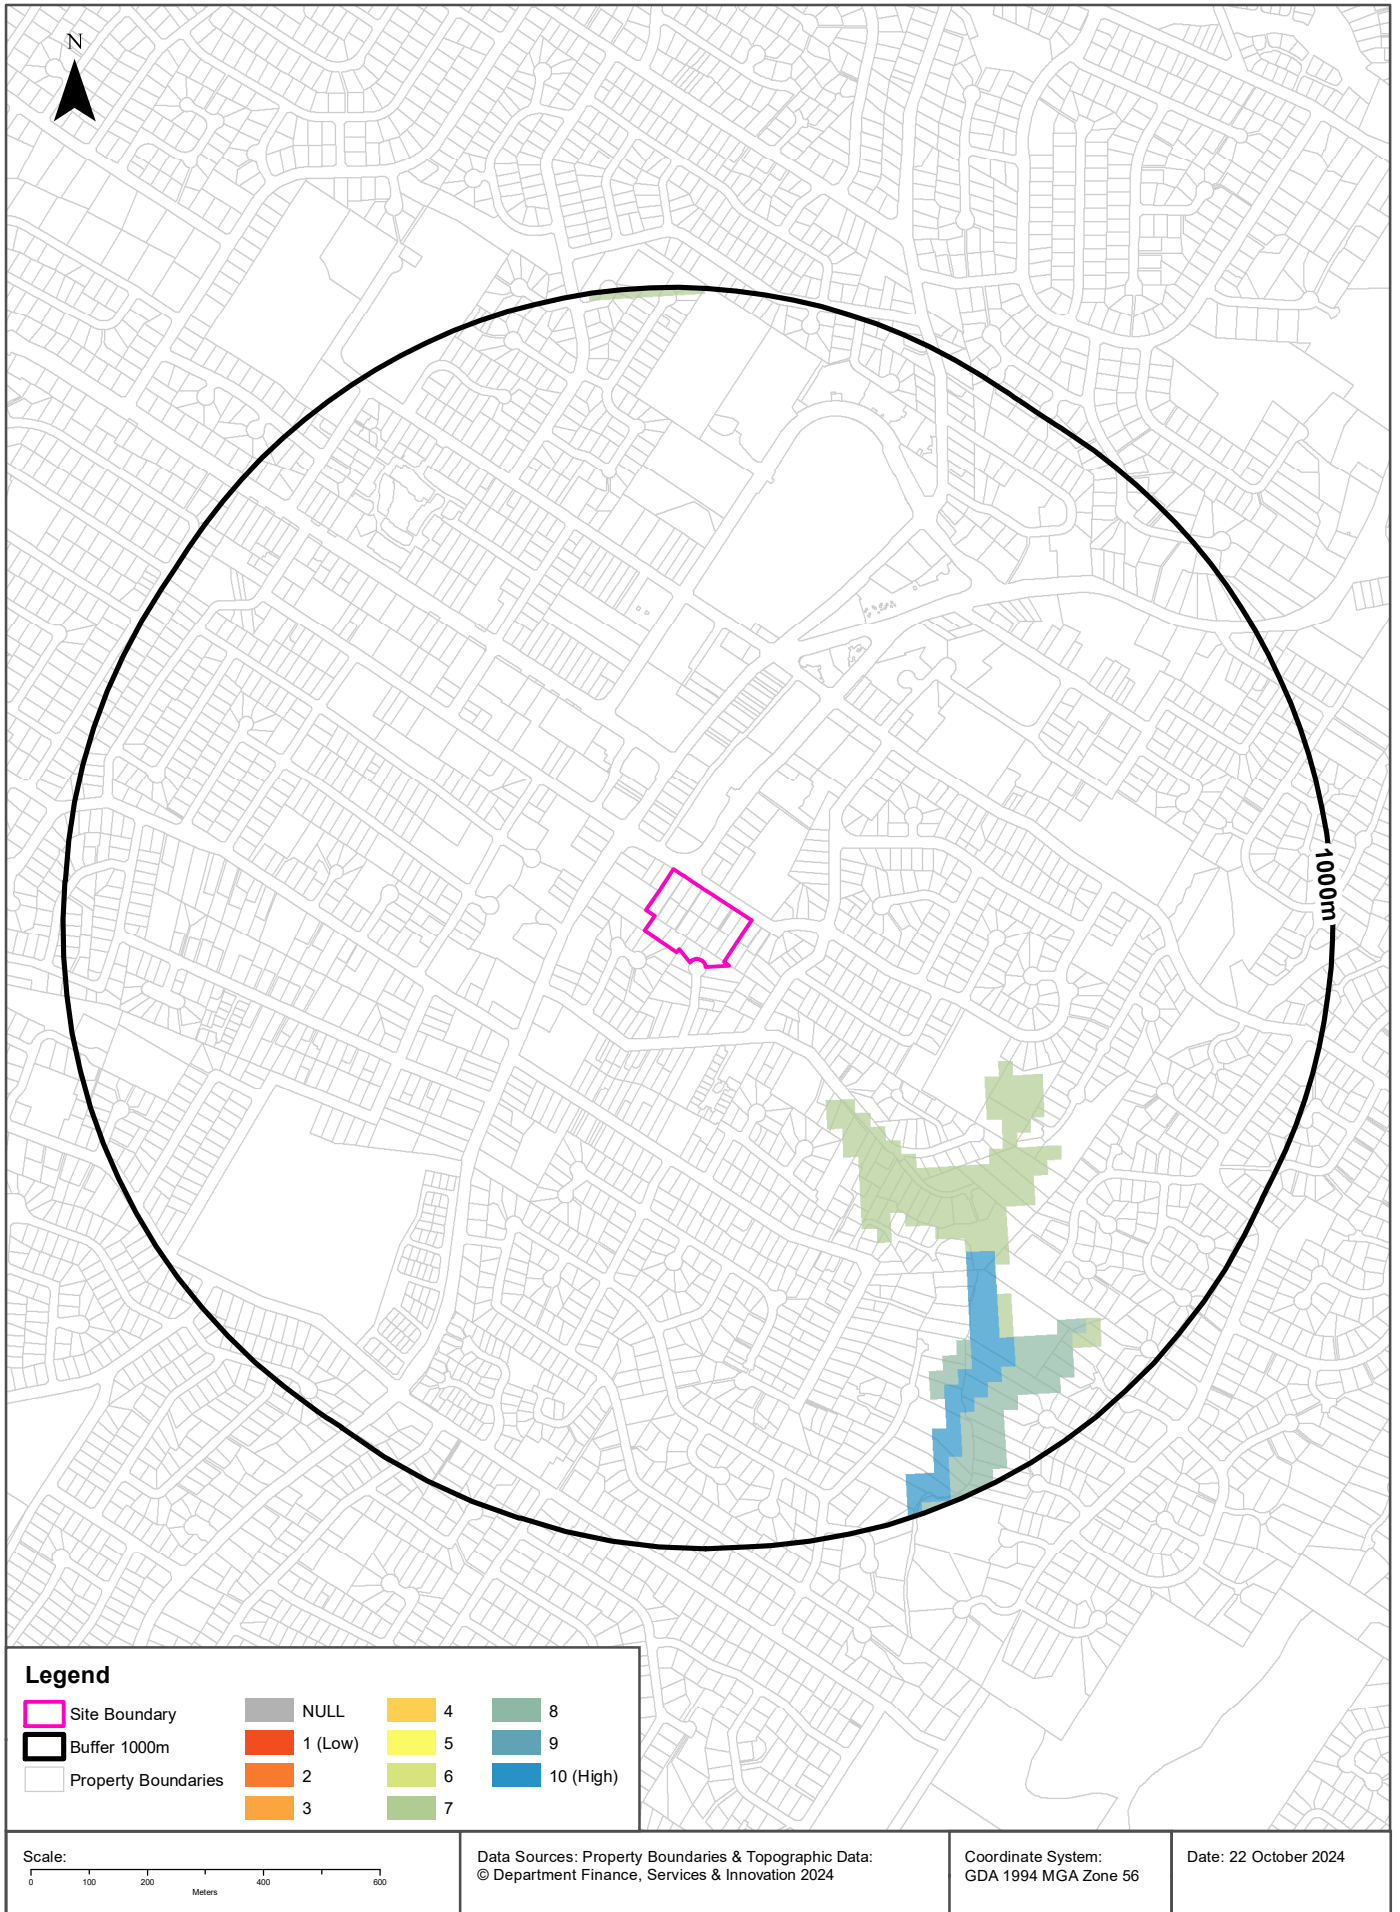 N
1000m
Legend
Site Boundary
Buffer 1000m
Property Boundaries
NULL
1 (Low)
2
3
4
5
6
7
8
9
10 (High)
Scale:
0 100 200 400 600
Meters
Data Sources: Property Boundaries & Topographic Data:
© Department Finance, Services & Innovation 2024
Coordinate System:
GDA 1994 MGA Zone 56
Date: 22 October 2024